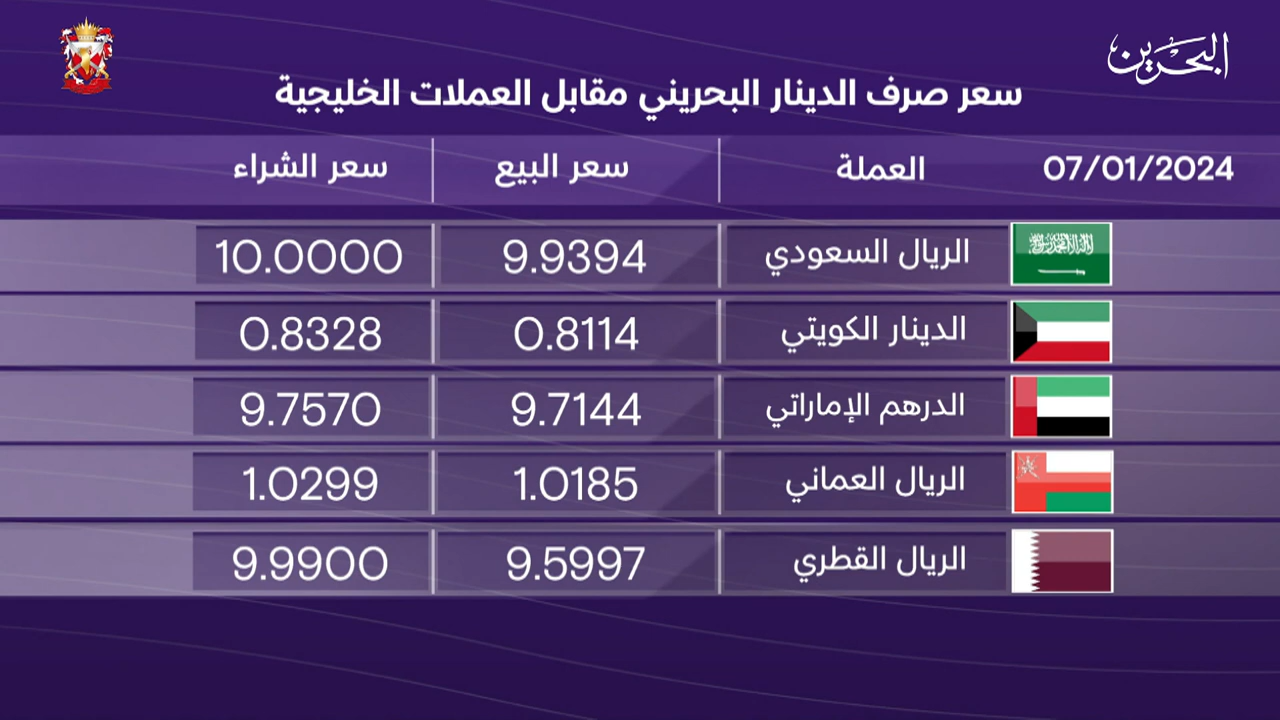 البحرين
سعر صرف الدينار البحريني مقابل العملات الخليجية
07/01/2024 العملة سعر البيع سعر الشراء
الريال السعودي 9.9394 10.0000
الدينار الكويتي 0.8114 0.8328
الدرهم الإماراتي 9.7144 9.7570
الريال العماني 1.0185 1.0299
الريال القطري 9.5997 9.9900